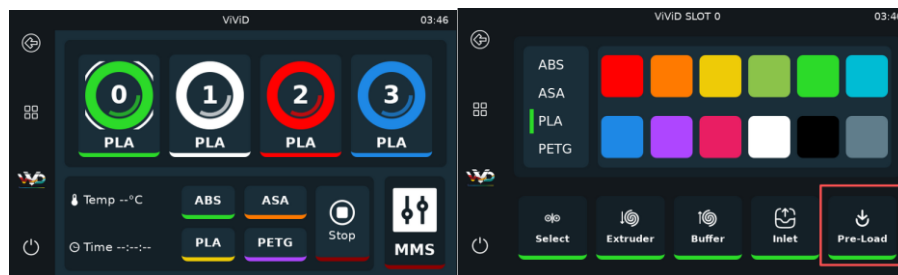 ViViD 03:46
0 1 2 3
PLA PLA PLA PLA
Temp --°C ABS ASA
Time --:--:-- PLA PETG Stop MMS
ViViD SLOT 0 03:46
ABS
ASA
PLA
PETG
Select Extruder Buffer Inlet Pre-Load